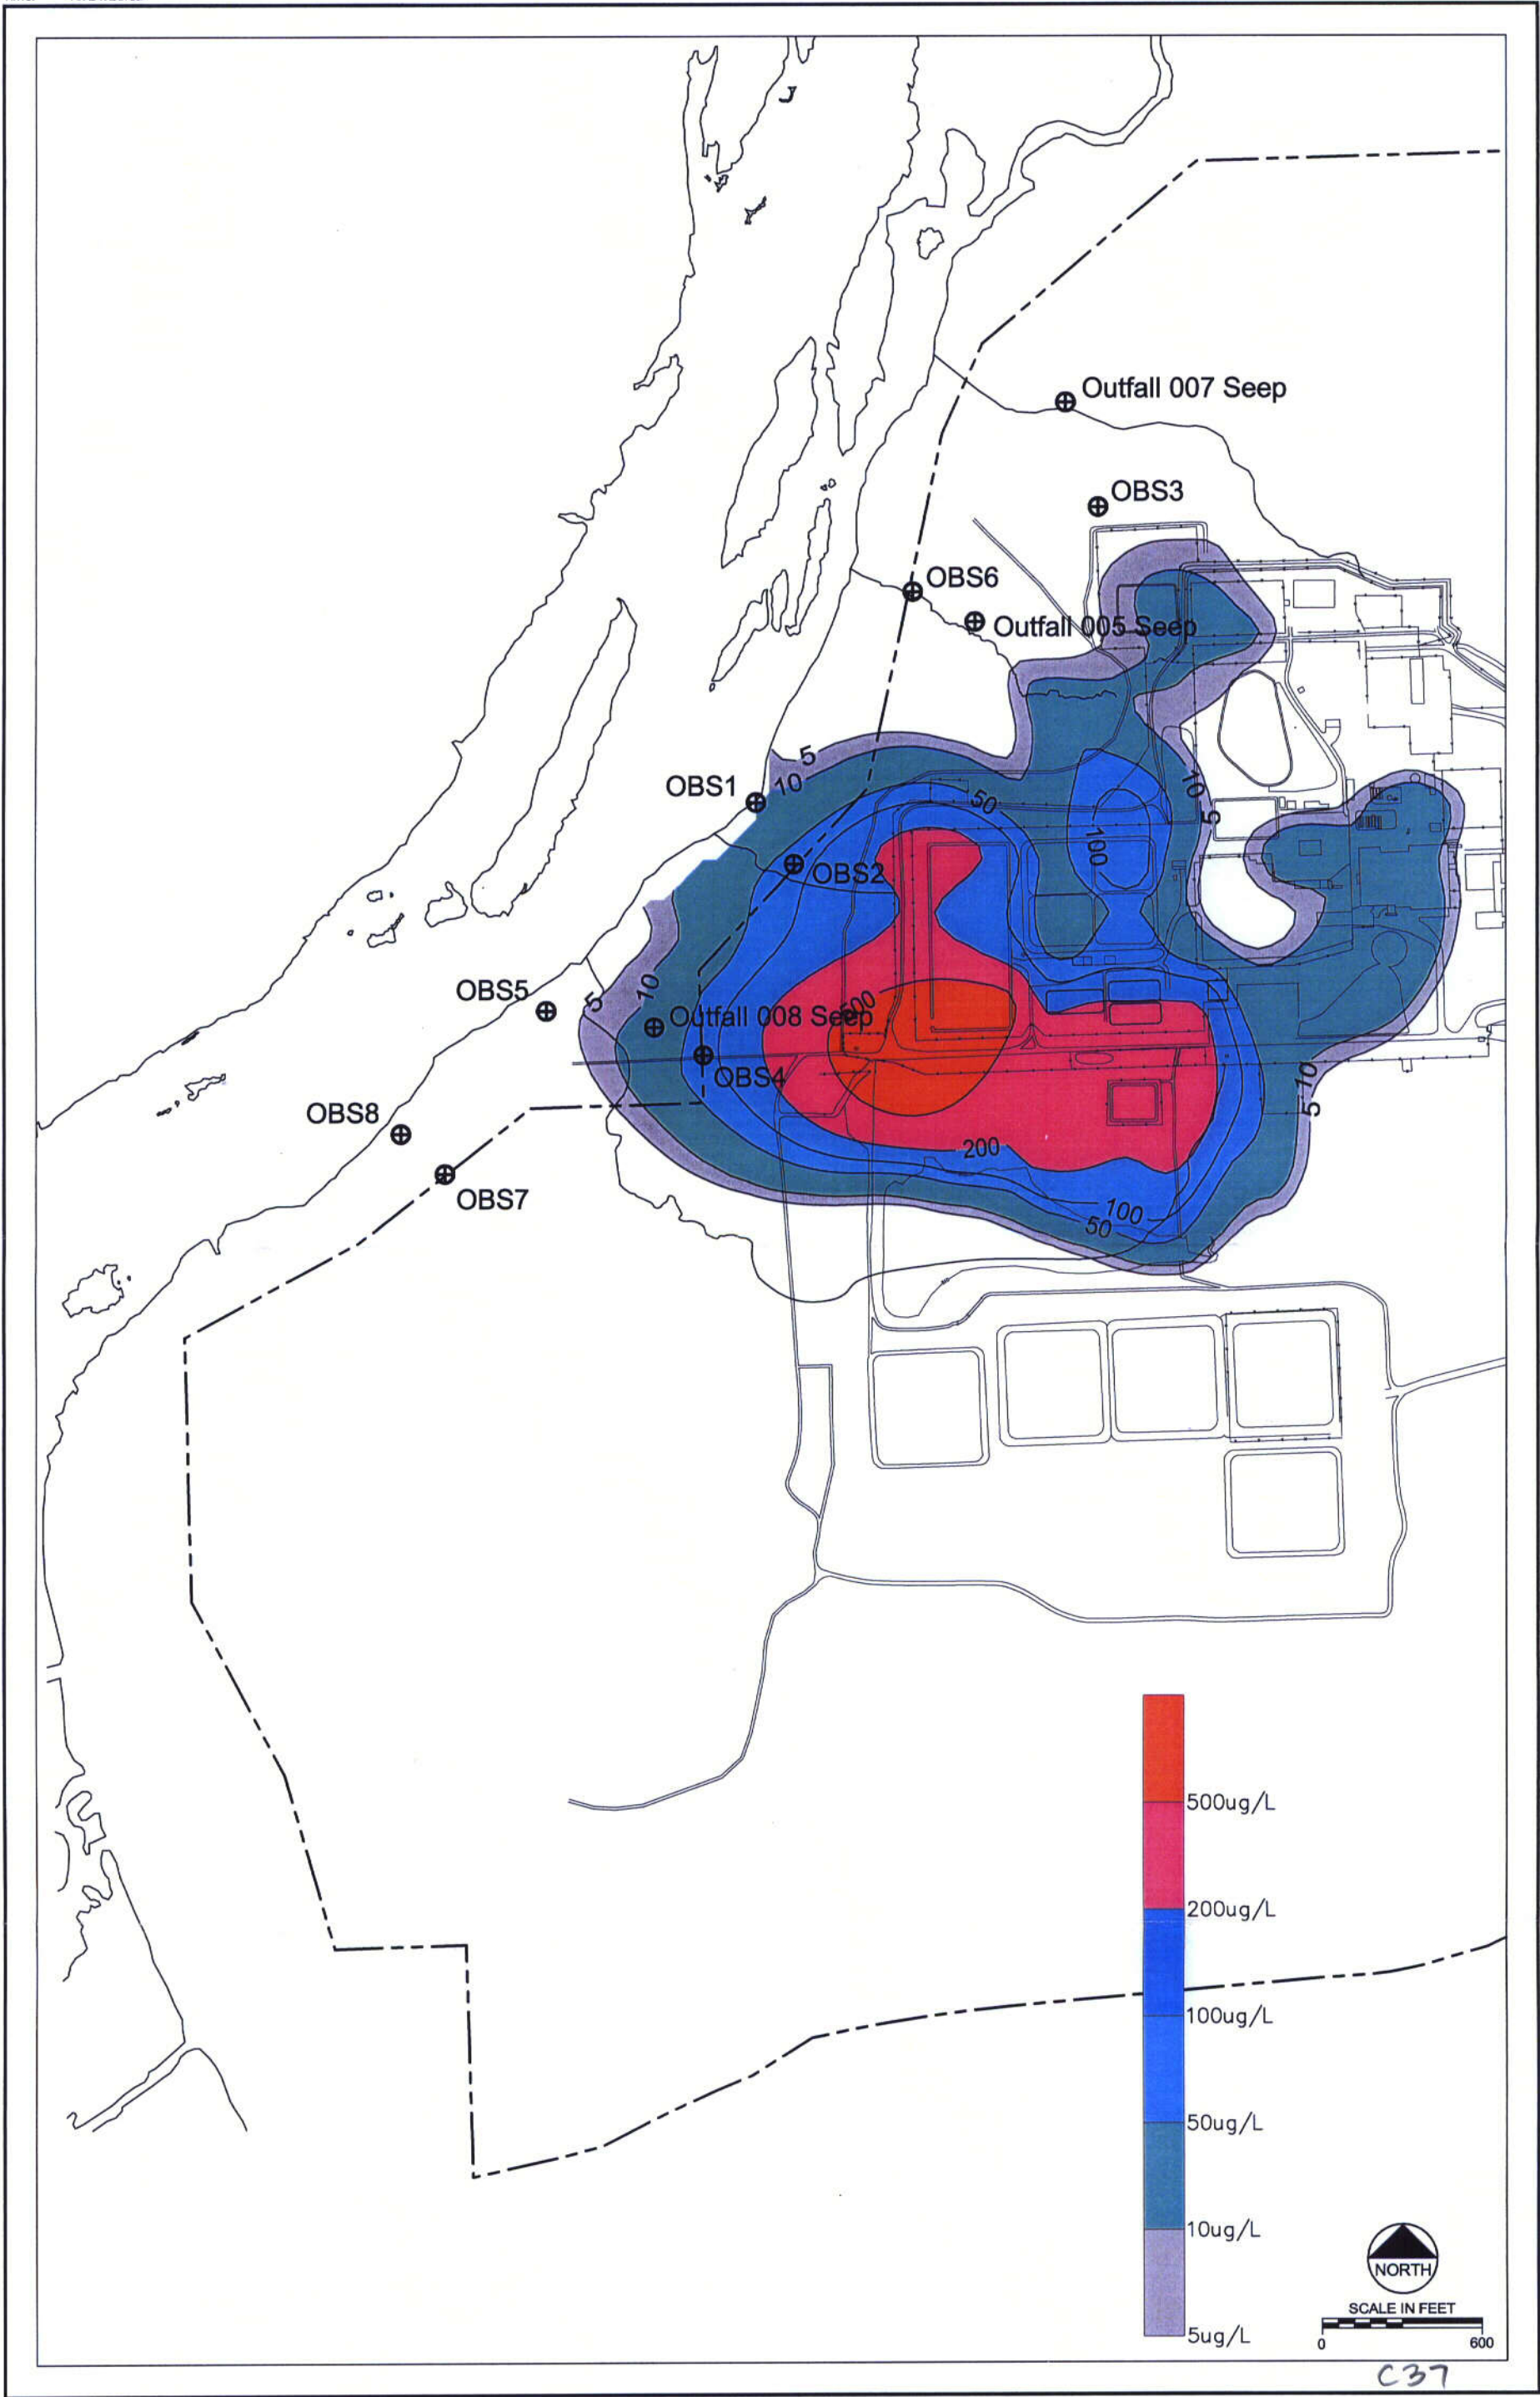 Outfall 007 Seep
OBS3
OBS6
Outfall 005 Seep
5
10
OBS1
50
10
5
100
OBS2
OBS5
5
10
500
Outfall 008 Seep
OBS4
OBS8
10
5
200
OBS7
100
50
500ug/L
200ug/L
100ug/L
50ug/L
10ug/L
5ug/L
NORTH
SCALE IN FEET
0 600
C37